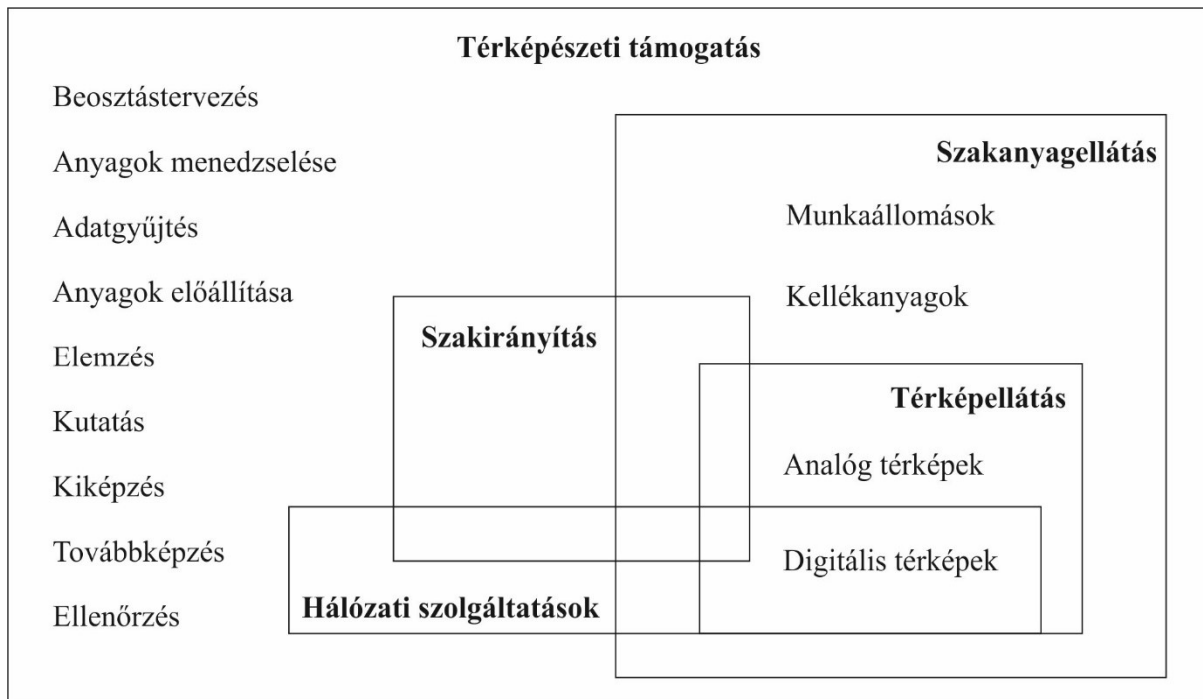 Térképészeti támogatás
Beosztástervezés
Anyagok menedzselése
Adatgyűjtés
Anyagok előállítása
Elemzés
Kutatás
Kiképzés
Továbbképzés
Ellenőrzés
Szakanyagellátás
Munkaállomások
Kellékanyagok
Szakirányítás
Térképellátás
Analóg térképek
Digitális térképek
Hálózati szolgáltatások